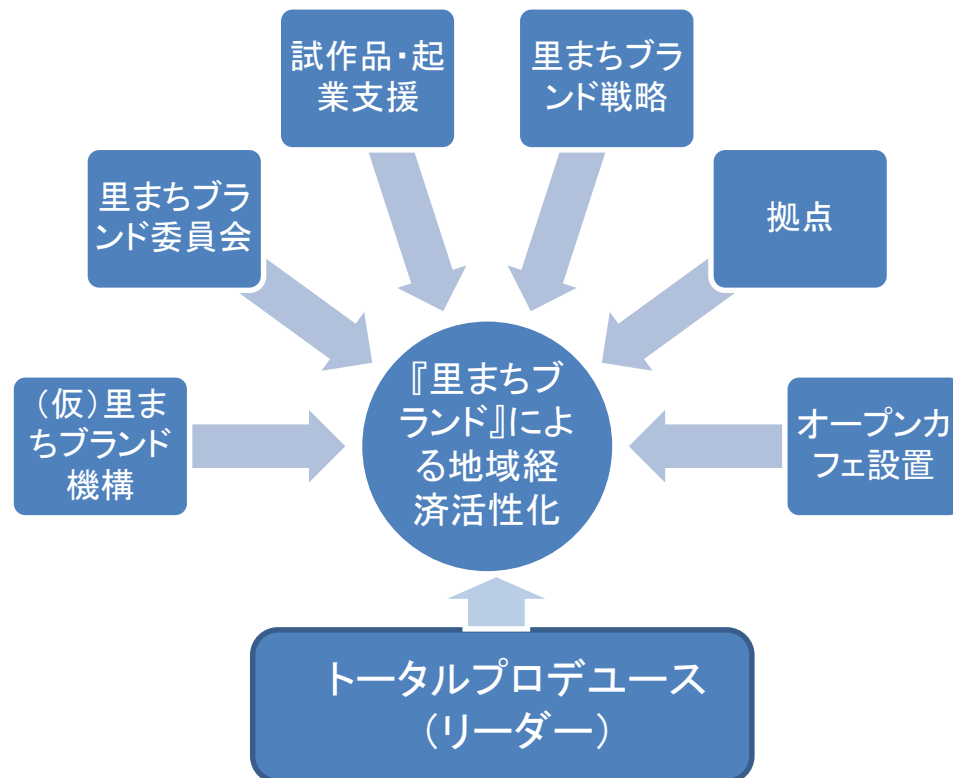 試作品・起
業支援
里まちブラ
ンド戦略
里まちブラ
ンド委員会
拠点
（仮）里ま
ちブランド
機構
『里まちブ
ランド』によ
る地域経
済活性化
オープンカ
フェ設置
トータルプロデユース
（リーダー）